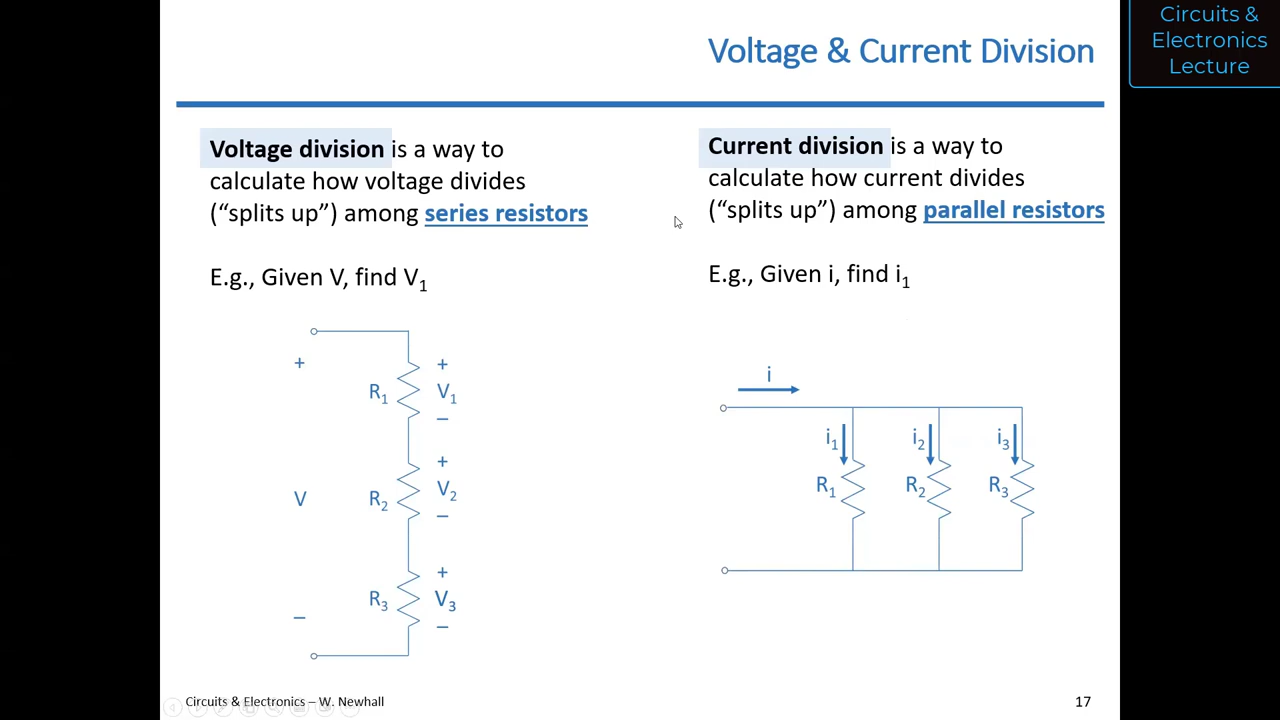 Circuits &
Electronics
Lecture
Voltage & Current Division
Voltage division is a way to
calculate how voltage divides
(“splits up”) among series resistors
E.g., Given V, find V₁
+
V
–
R₁
+
V₁
–
R₂
+
V₂
–
R₃
+
V₃
–
Current division is a way to
calculate how current divides
(“splits up”) among parallel resistors
E.g., Given i, find i₁
i
i₁
i₂
i₃
R₁
R₂
R₃
Circuits & Electronics – W. Newhall
17